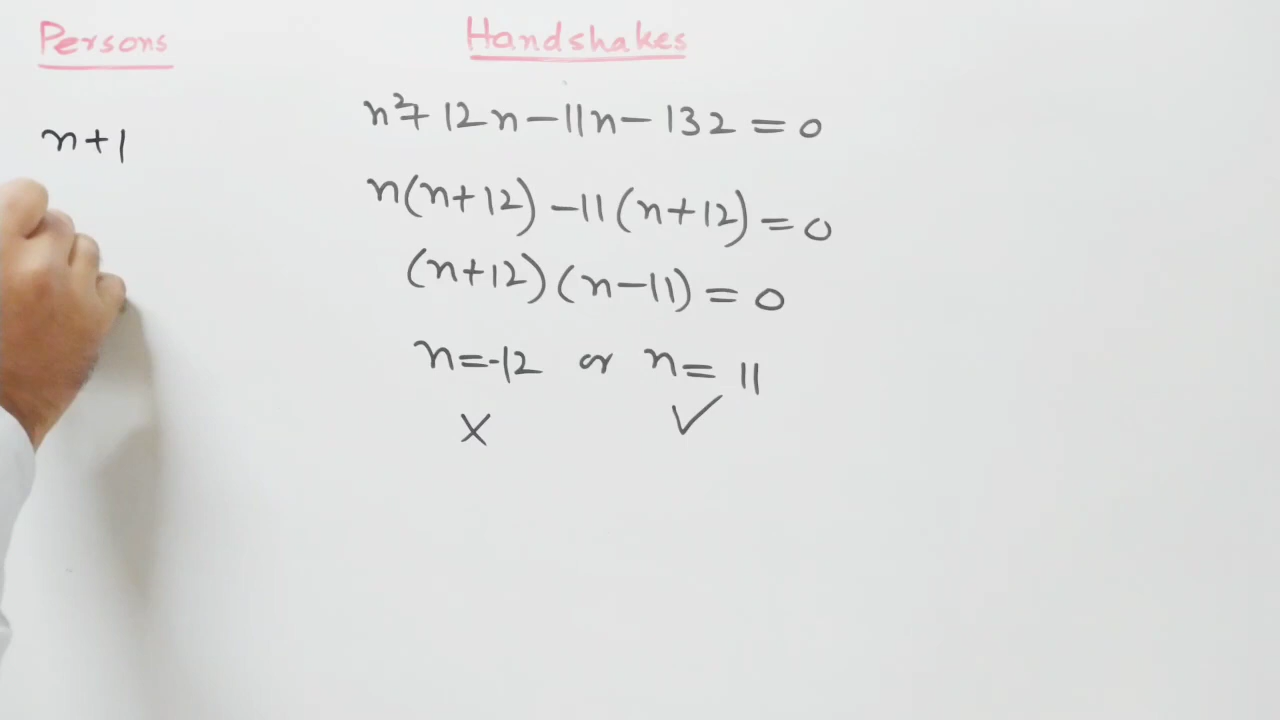 Persons
Handshakes
n+1
n²+12n-11n-132=0
n(n+12)-11(n+12)=0
(n+12)(n-11)=0
n=-12 or n=11
× ✓